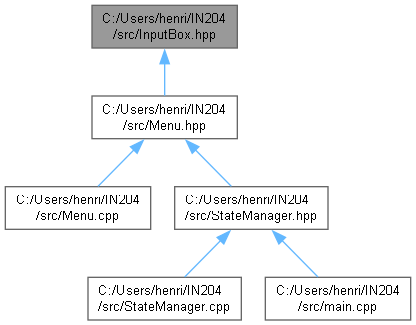 C:/Users/henri/IN204
/src/InputBox.hpp
C:/Users/henri/IN204
/src/Menu.hpp
C:/Users/henri/IN204
/src/Menu.cpp
C:/Users/henri/IN204
/src/StateManager.hpp
C:/Users/henri/IN204
/src/StateManager.cpp
C:/Users/henri/IN204
/src/main.cpp